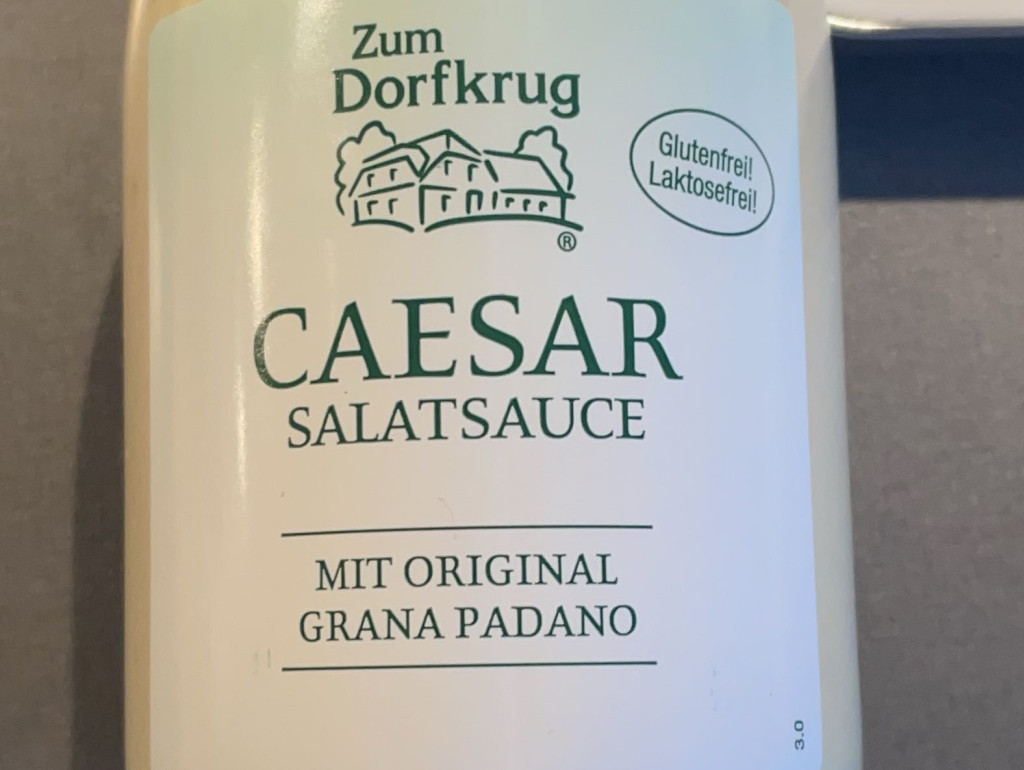 Zum
Dorfkrug
®
Glutenfrei!
Laktosefrei!
CAESAR
SALATSAUCE
MIT ORIGINAL
GRANA PADANO
3.0